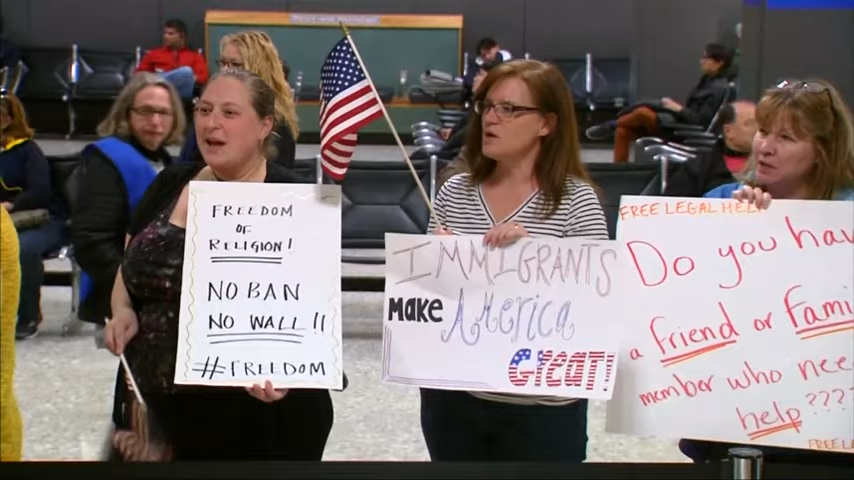 FREEDOM
OF
RELIGION!
NO BAN
NO WALL!!
#FREEDOM
IMMIGRANTS
MAKE America
Great!
FREE LEGAL HELP
Do you hav
a friend or Fami
member who nee
help???
FREE LE